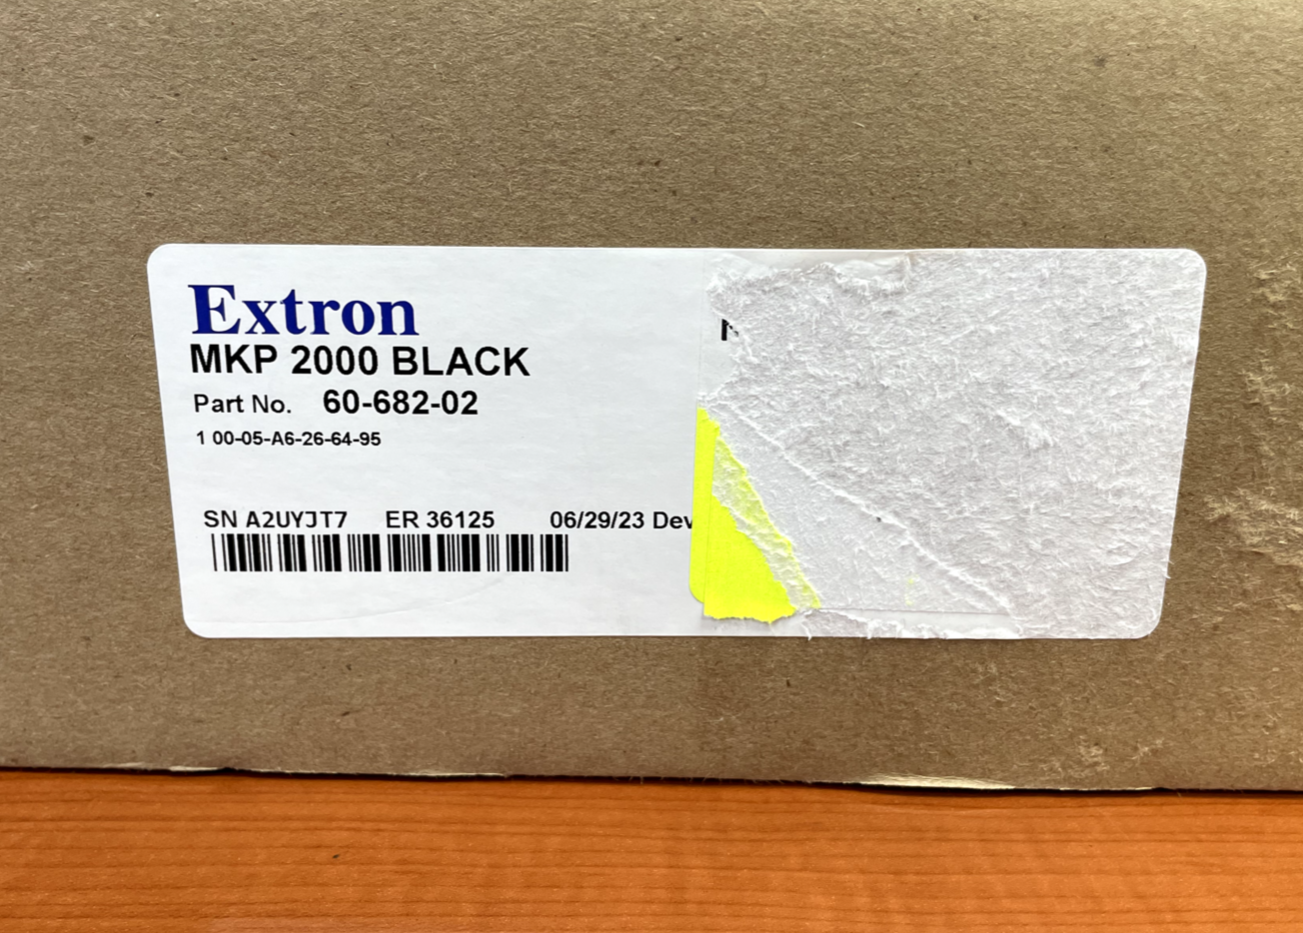 Extron
MKP 2000 BLACK
Part No. 60-682-02
1 00-05-A6-26-64-95
SN A2UYJT7 ER 36125 06/29/23 Dev